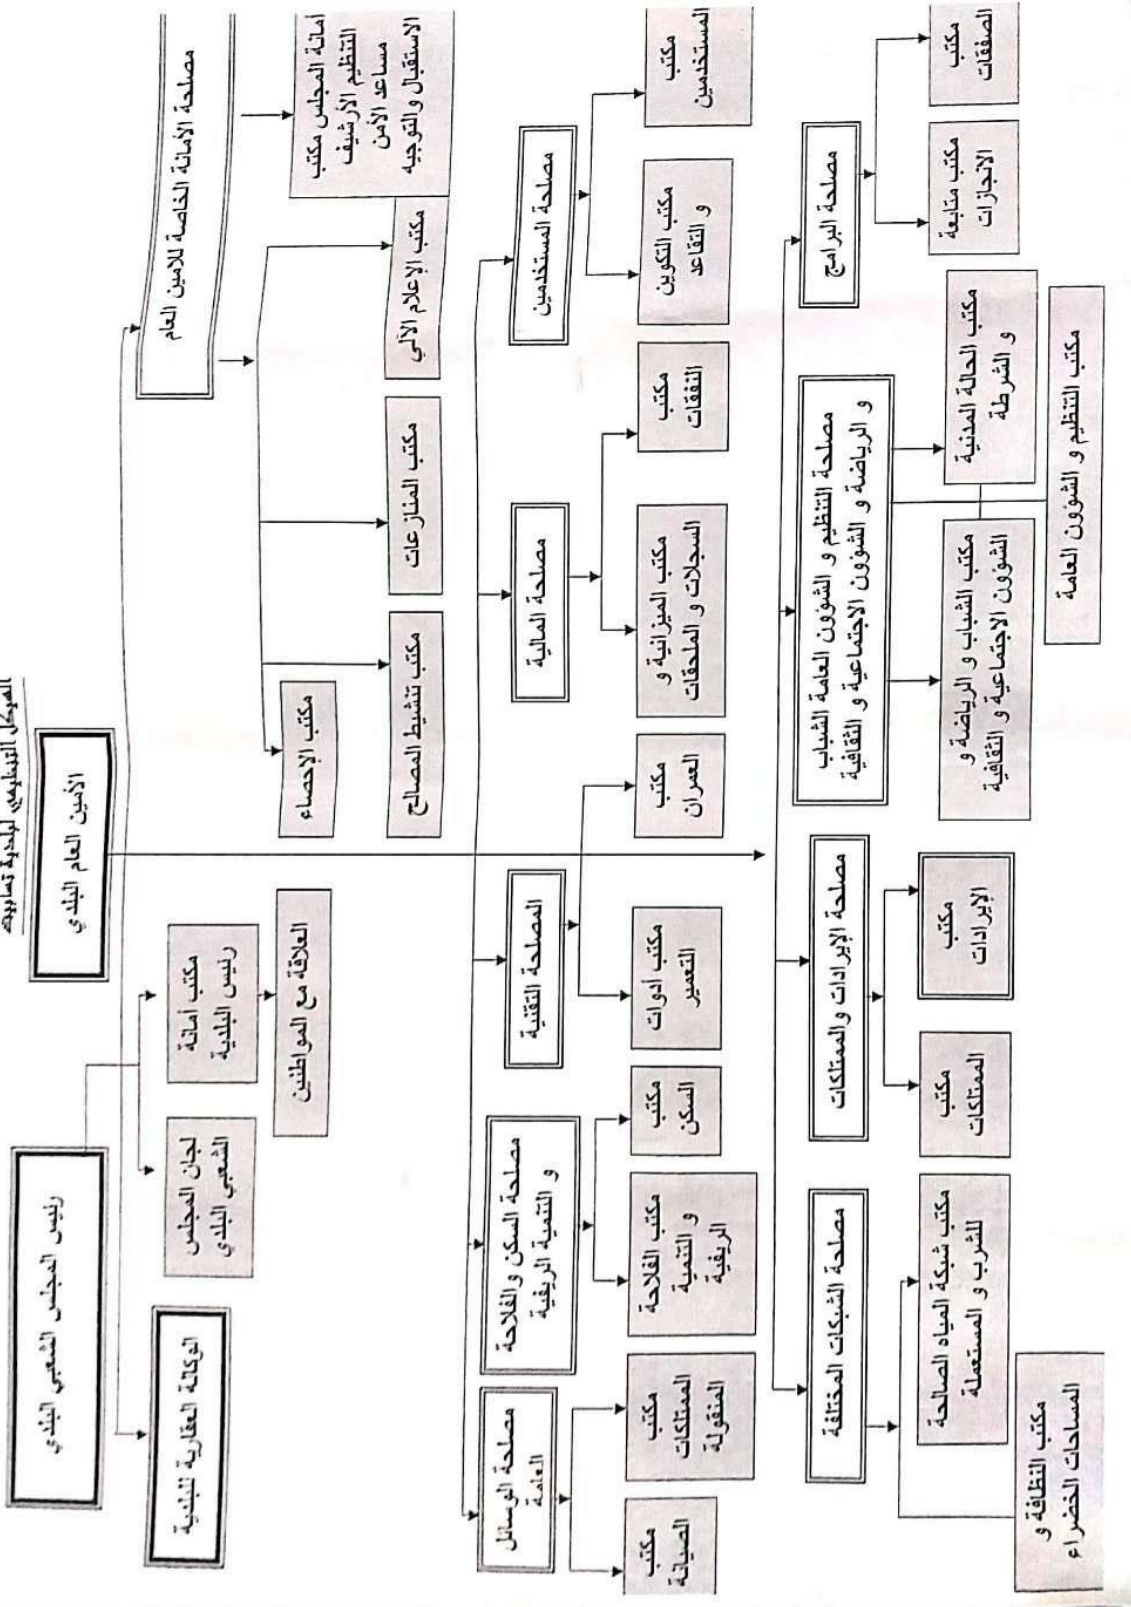 الهيكل التنظيمي لبلدية
رئيس المجلس الشعبي البلدي
الأمين العام البلدي
الوكالة العقارية للبلدية
لجان المجلس
الشعبي البلدي
مكتب أمانة
رئيس البلدية
العلاقة مع المواطنين
مصلحة الأمانة الخاصة للأمين العام
أمانة المجلس مكتب
التنظيم الأرشيف
مساعد الأمن
الاستقبال والتوجيه
مكتب الإعلام الآلي
مكتب المنازعات
مكتب تنشيط المصالح
مكتب الإحصاء
مصلحة المستخدمين
مصلحة المالية
المصلحة التقنية
مصلحة السكن والفلاحة
و التنمية الريفية
مصلحة الوسائل
العامة
مكتب
المستخدمين
مكتب التكوين
و التقاعد
مكتب
النفقات
مكتب الميزانية و
السجلات و الملحقات
مكتب
العمران
مكتب أدوات
التعمير
مكتب
السكن
مكتب الفلاحة
و التنمية
الريفية
مكتب
الممتلكات
المنقولة
مكتب
الصيانة
مصلحة البرامج
مصلحة التنظيم و الشؤون العامة الشباب
و الرياضة و الشؤون الاجتماعية و الثقافية
مصلحة الإيرادات والممتلكات
مصلحة الشبكات المختلفة
مكتب
الصفقات
مكتب متابعة
الانجازات
مكتب الحالة المدنية
و الشرطة
مكتب الشباب و الرياضة و
الشؤون الاجتماعية و الثقافية
مكتب التنظيم و الشؤون العامة
مكتب
الإيرادات
مكتب
الممتلكات
مكتب شبكة المياه الصالحة
للشرب و المستعملة
مكتب النظافة و
المساحات الخضراء